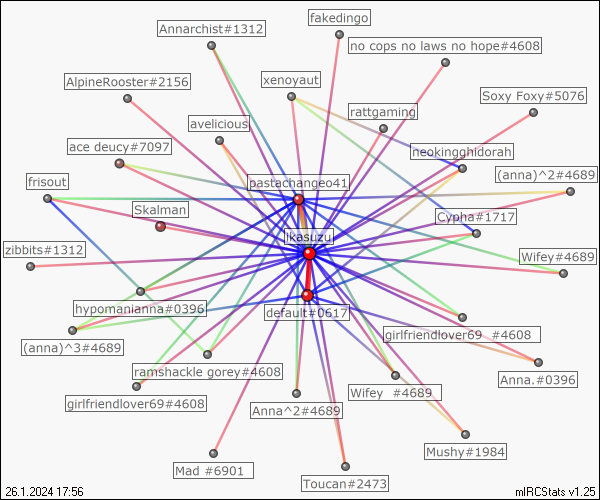 fakedingo
Annarchist#1312
no cops no laws no hope#4608
AlpineRooster#2156
xenoyaut
Soxy Foxy#5076
rattgaming
avelicious
ace deucy#7097
neokingghidorah
(anna)^2#4689
frisout
pastachangeo41
Skalman
Cypha#1717
ikasuzu
zibbits#1312
Wifey#4689
hypomanianna#0396
default#0617
girlfriendlover69_ #4608
(anna)^3#4689
ramshackle gorey#4608
Anna.#0396
girlfriendlover69#4608
Anna^2#4689
Wifey_ #4689
Mushy#1984
Mad_#6901
Toucan#2473
26.1.2024 17:56
mIRCStats v1.25